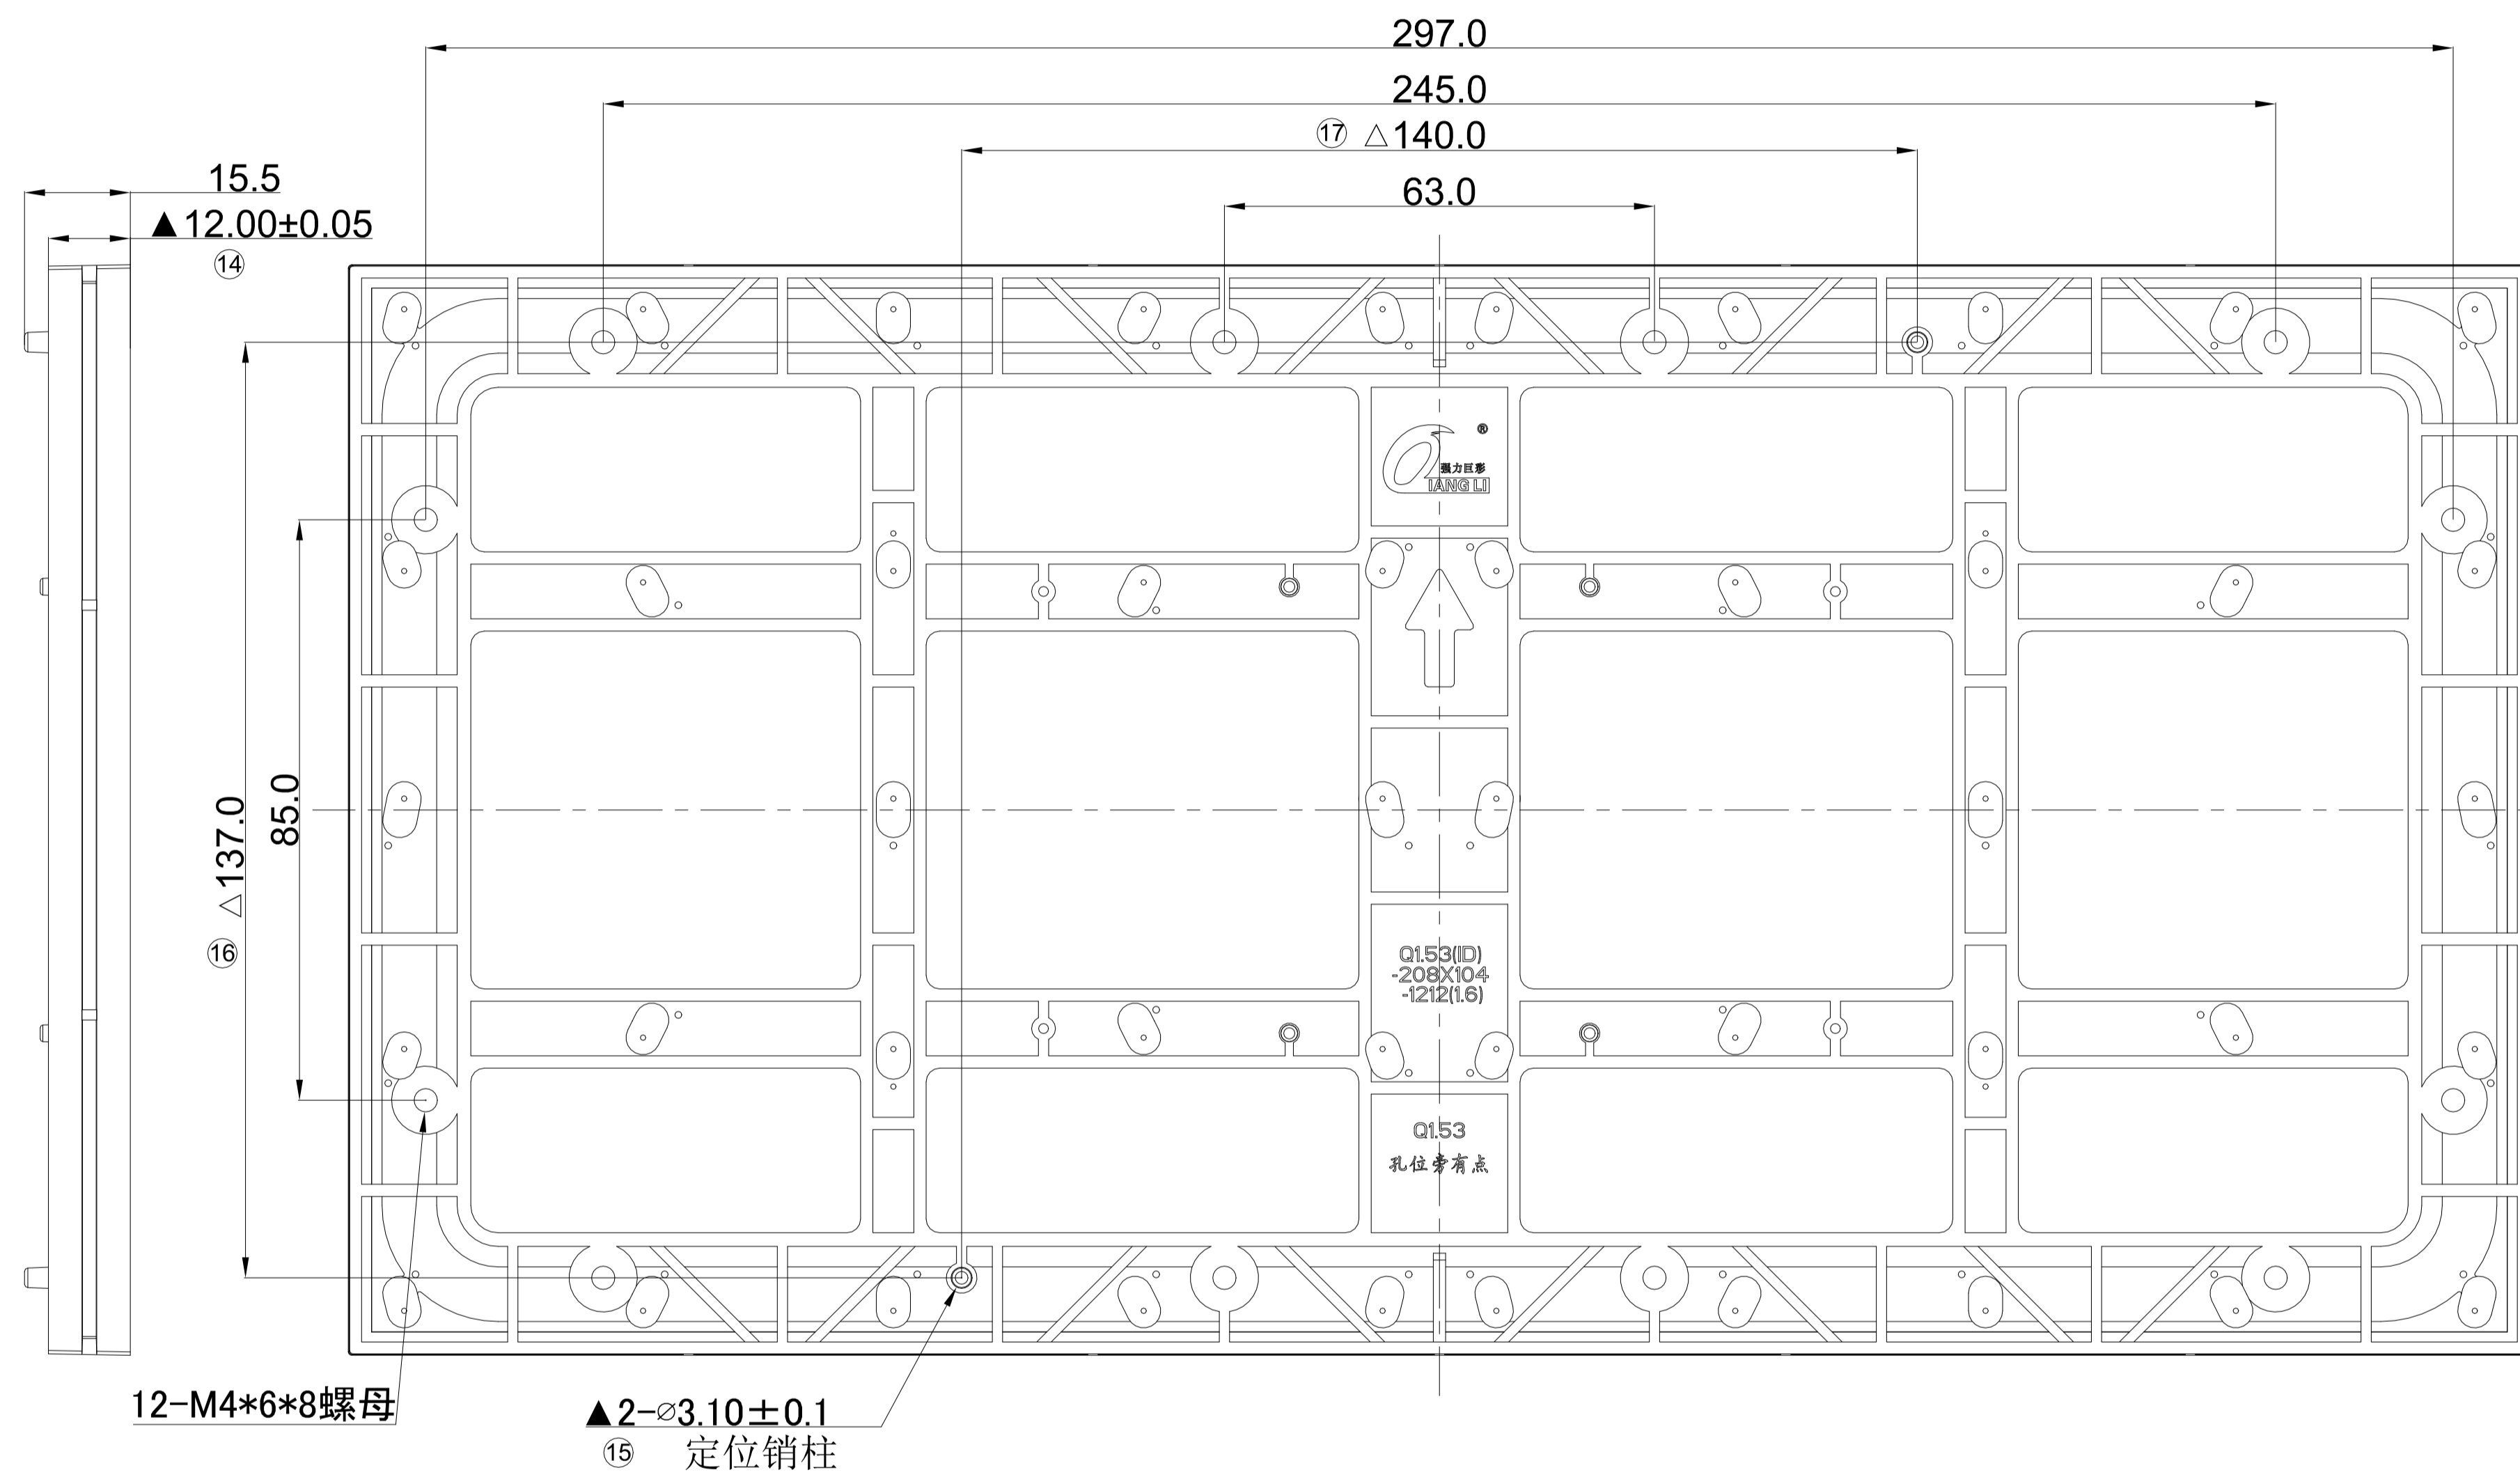 297.0
245.0
⑰ △140.0
63.0
15.5
▲12.00±0.05
⑭
®
强力巨彩
IANG LI
85.0
△137.0
⑯
Q1.53(ID)
-208X104
-1212(1.6)
Q1.53
孔位旁有点
12-M4*6*8螺母
▲2-⌀3.10±0.1
⑮ 定位销柱